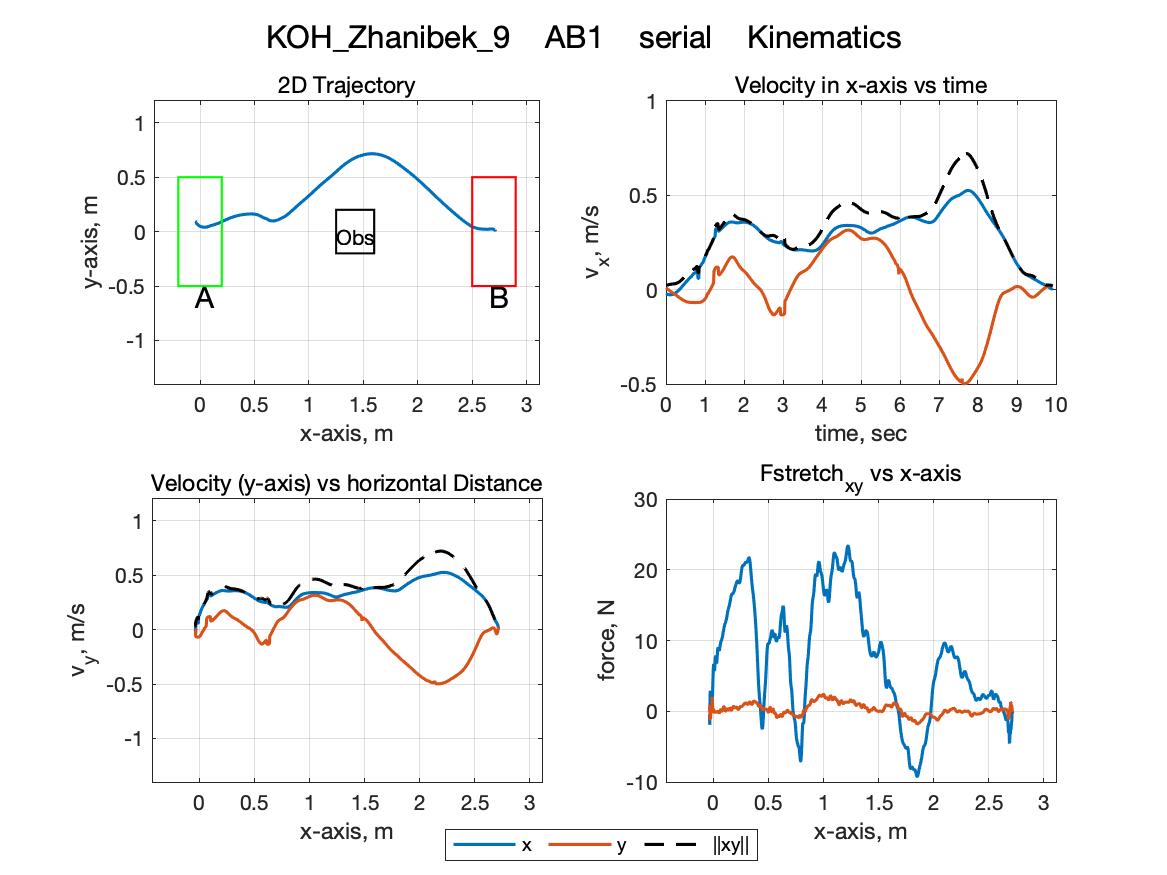 KOH_Zhanibek_9 AB1 serial Kinematics
2D Trajectory
1
0.5
0
-0.5
-1
y-axis, m
Obs
A
B
0 0.5 1 1.5 2 2.5 3
x-axis, m
Velocity in x-axis vs time
1
0.5
0
-0.5
v_x, m/s
0 1 2 3 4 5 6 7 8 9 10
time, sec
Velocity (y-axis) vs horizontal Distance
1
0.5
0
-0.5
-1
v_y, m/s
0 0.5 1 1.5 2 2.5 3
x-axis, m
Fstretch_xy vs x-axis
30
20
10
0
-10
force, N
0 0.5 1 1.5 2 2.5 3
x-axis, m
x y ||xy||